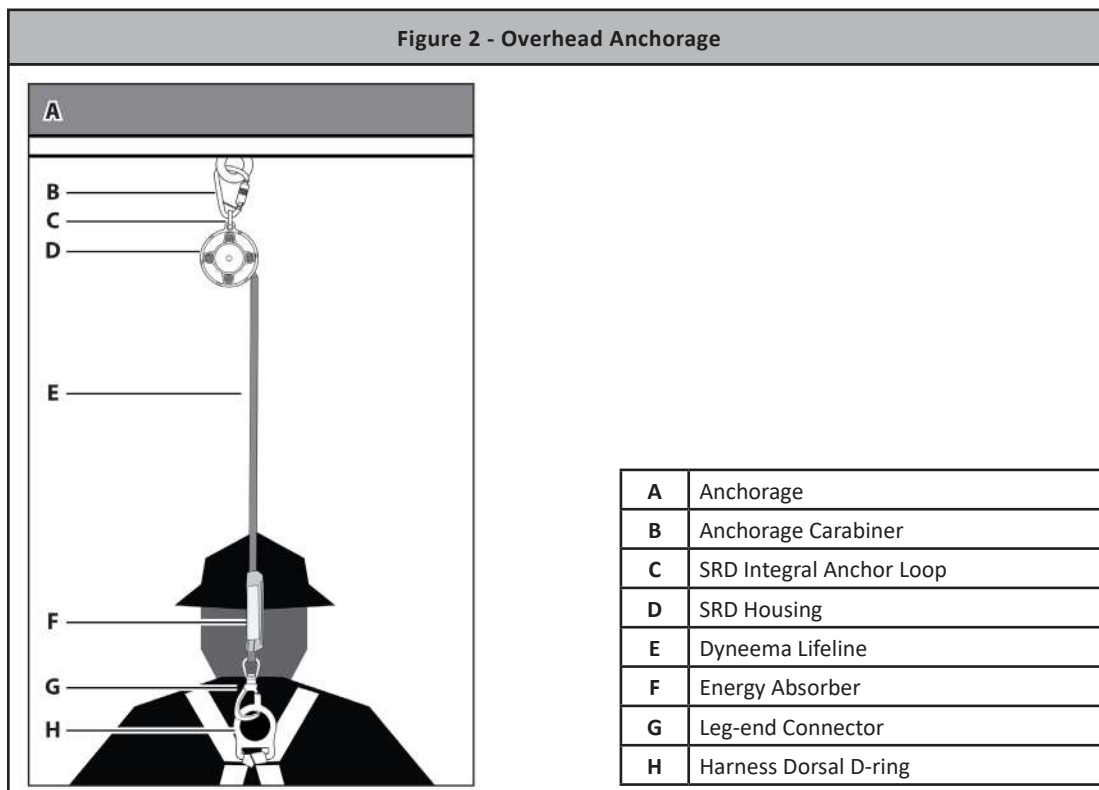 Figure 2 - Overhead Anchorage
A
B
C
D
E
F
G
H
A Anchorage
B Anchorage Carabiner
C SRD Integral Anchor Loop
D SRD Housing
E Dyneema Lifeline
F Energy Absorber
G Leg-end Connector
H Harness Dorsal D-ring